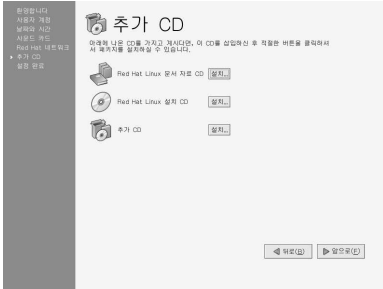 환영합니다
사용자 계정
날짜와 시간
사운드 카드
Red Hat 네트워크
추가 CD
설정 완료
추가 CD
아래에 나온 CD를 가지고 계시다면, 이 CD를 삽입하신 후 적절한 버튼을 클릭하셔
서 패키지를 설치하실 수 있습니다.
Red Hat Linux 문서 자료 CD 설치...
Red Hat Linux 설치 CD 설치...
추가 CD 설치...
뒤로(B) 앞으로(F)